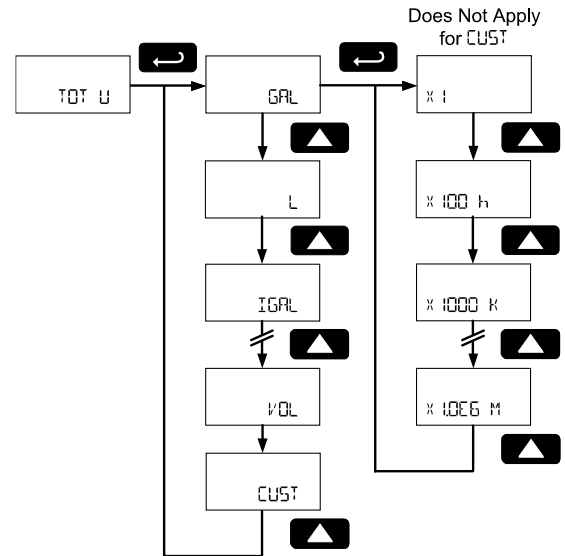 Does Not Apply
for CUST
TOT U
GAL
X 1
L
X 100 h
IGAL
X 1000 K
VOL
X 1.0E6 M
CUST